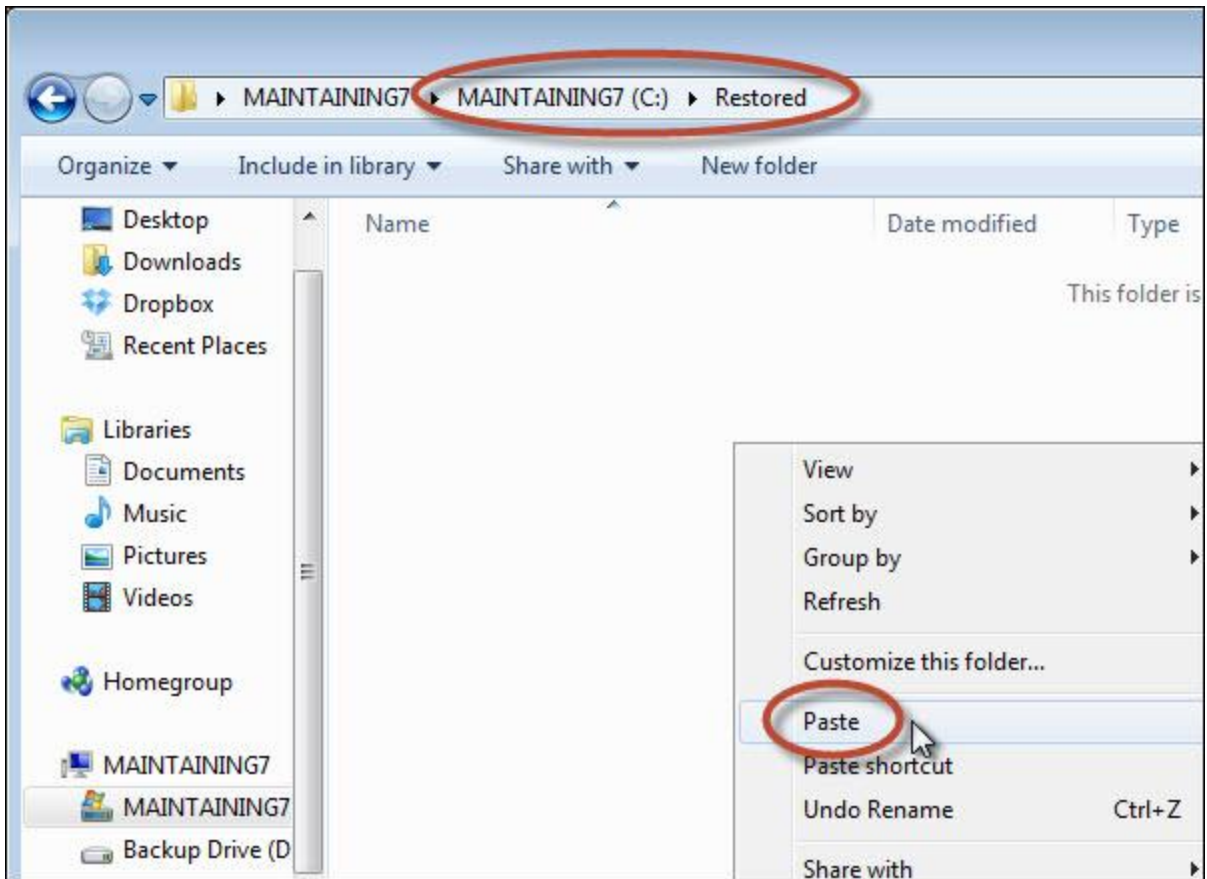 MAINTAINING7 MAINTAINING7 (C:) Restored
Organize Include in library Share with New folder
Desktop
Downloads
Dropbox
Recent Places
Libraries
Documents
Music
Pictures
Videos
Homegroup
MAINTAINING7
MAINTAINING7
Backup Drive (D
Name Date modified Type
This folder is
View
Sort by
Group by
Refresh
Customize this folder...
Paste
Paste shortcut
Undo Rename Ctrl+Z
Share with